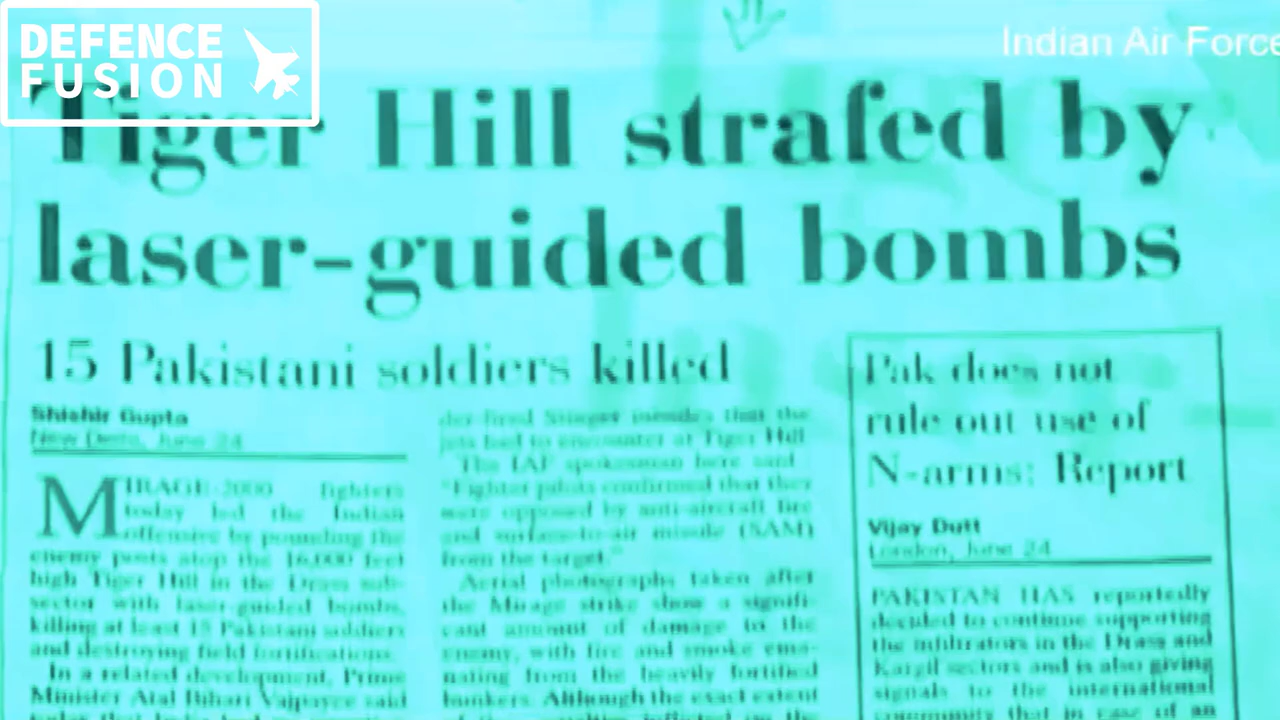 DEFENCE
FUSION
Indian Air Force
Tiger Hill strafed by
laser-guided bombs
15 Pakistani soldiers killed
Shishir Gupta
New Delhi, June 24
MIRAGE-2000 fighters
today led the Indian
offensive by pounding the
enemy posts atop the 16,000 feet
high Tiger Hill in the Drass sub-
sector with laser-guided bombs,
killing at least 15 Pakistani soldiers
and destroying field fortifications.
In a related development, Prime
Minister Atal Bihari Vajpayee said
der-fired Stinger missiles that the
jets had to encounter at Tiger Hill.
The IAF spokesman here said
"Fighter pilots confirmed that they
were opposed by anti-aircraft fire
and surface-to-air missile (SAM)
from the target."
Aerial photographs taken after
the Mirage strike show a signifi-
cant amount of damage to the
enemy, with fire and smoke ema-
nating from the heavily fortified
bunkers. Although the exact extent
Pak does not
rule out use of
N-arms: Report
Vijay Dutt
London, June 24
PAKISTAN HAS reportedly
decided to continue supporting
the infiltrators in the Drass and
Kargil sectors and is also giving
signals to the international
community that in case of an